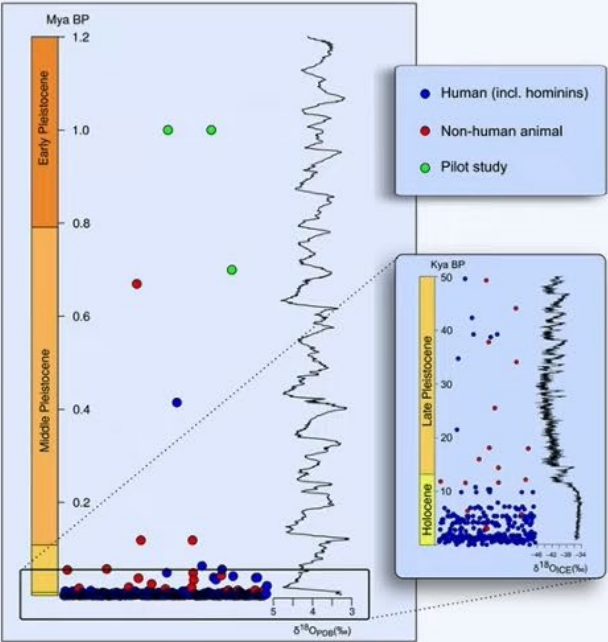 Mya BP
1.2
1.0
0.8
0.6
0.4
0.2
Early Pleistocene
Middle Pleistocene
5 4 3
δ¹⁸OPDB(‰)
Human (incl. hominins)
Non-human animal
Pilot study
Kya BP
50
40
30
20
10
Late Pleistocene
Holocene
-46 -42 -38 -34
δ¹⁸OICE(‰)